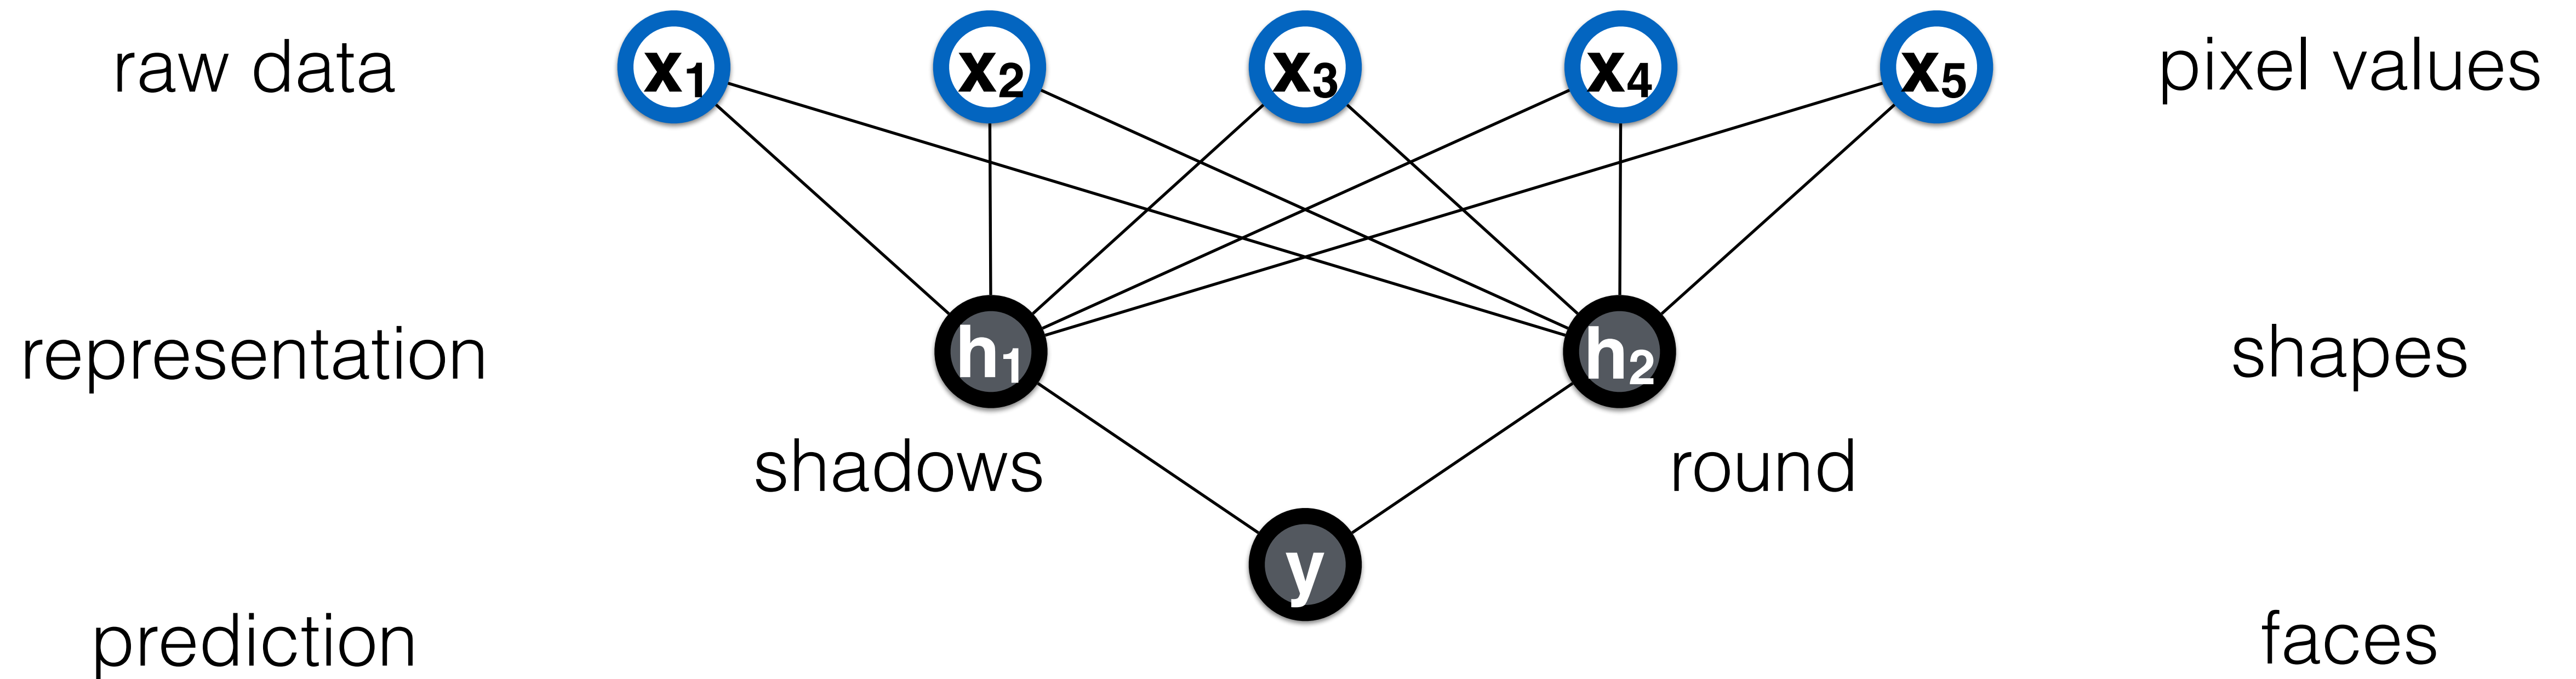 raw data x₁ x₂ x₃ x₄ x₅ pixel values
representation h₁ h₂ shapes
shadows round
y
prediction faces